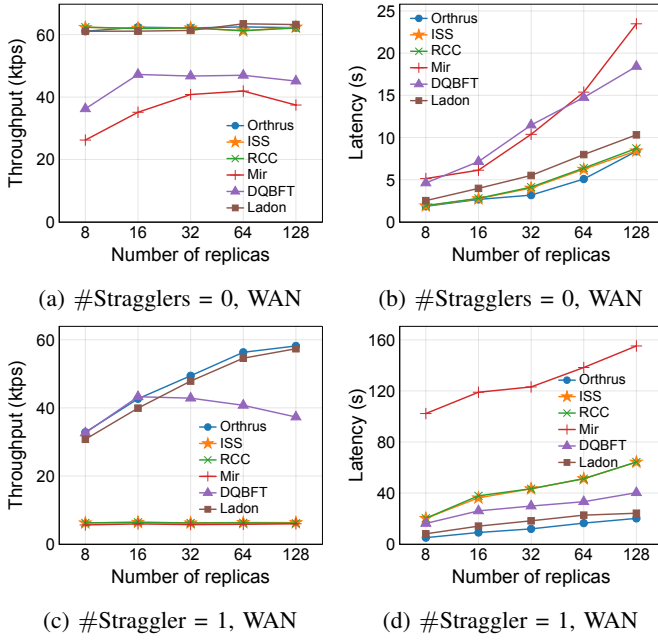 60
40
20
0
8
16
32
64
128
Throughput (ktps)
Number of replicas
Orthrus
ISS
RCC
Mir
DQBFT
Ladon
(a) #Stragglers = 0, WAN
25
20
15
10
5
0
8
16
32
64
128
Latency (s)
Number of replicas
Orthrus
ISS
RCC
Mir
DQBFT
Ladon
(b) #Stragglers = 0, WAN
60
40
20
0
8
16
32
64
128
Throughput (ktps)
Number of replicas
Orthrus
ISS
RCC
Mir
DQBFT
Ladon
(c) #Straggler = 1, WAN
160
120
80
40
0
8
16
32
64
128
Latency (s)
Number of replicas
Orthrus
ISS
RCC
Mir
DQBFT
Ladon
(d) #Straggler = 1, WAN